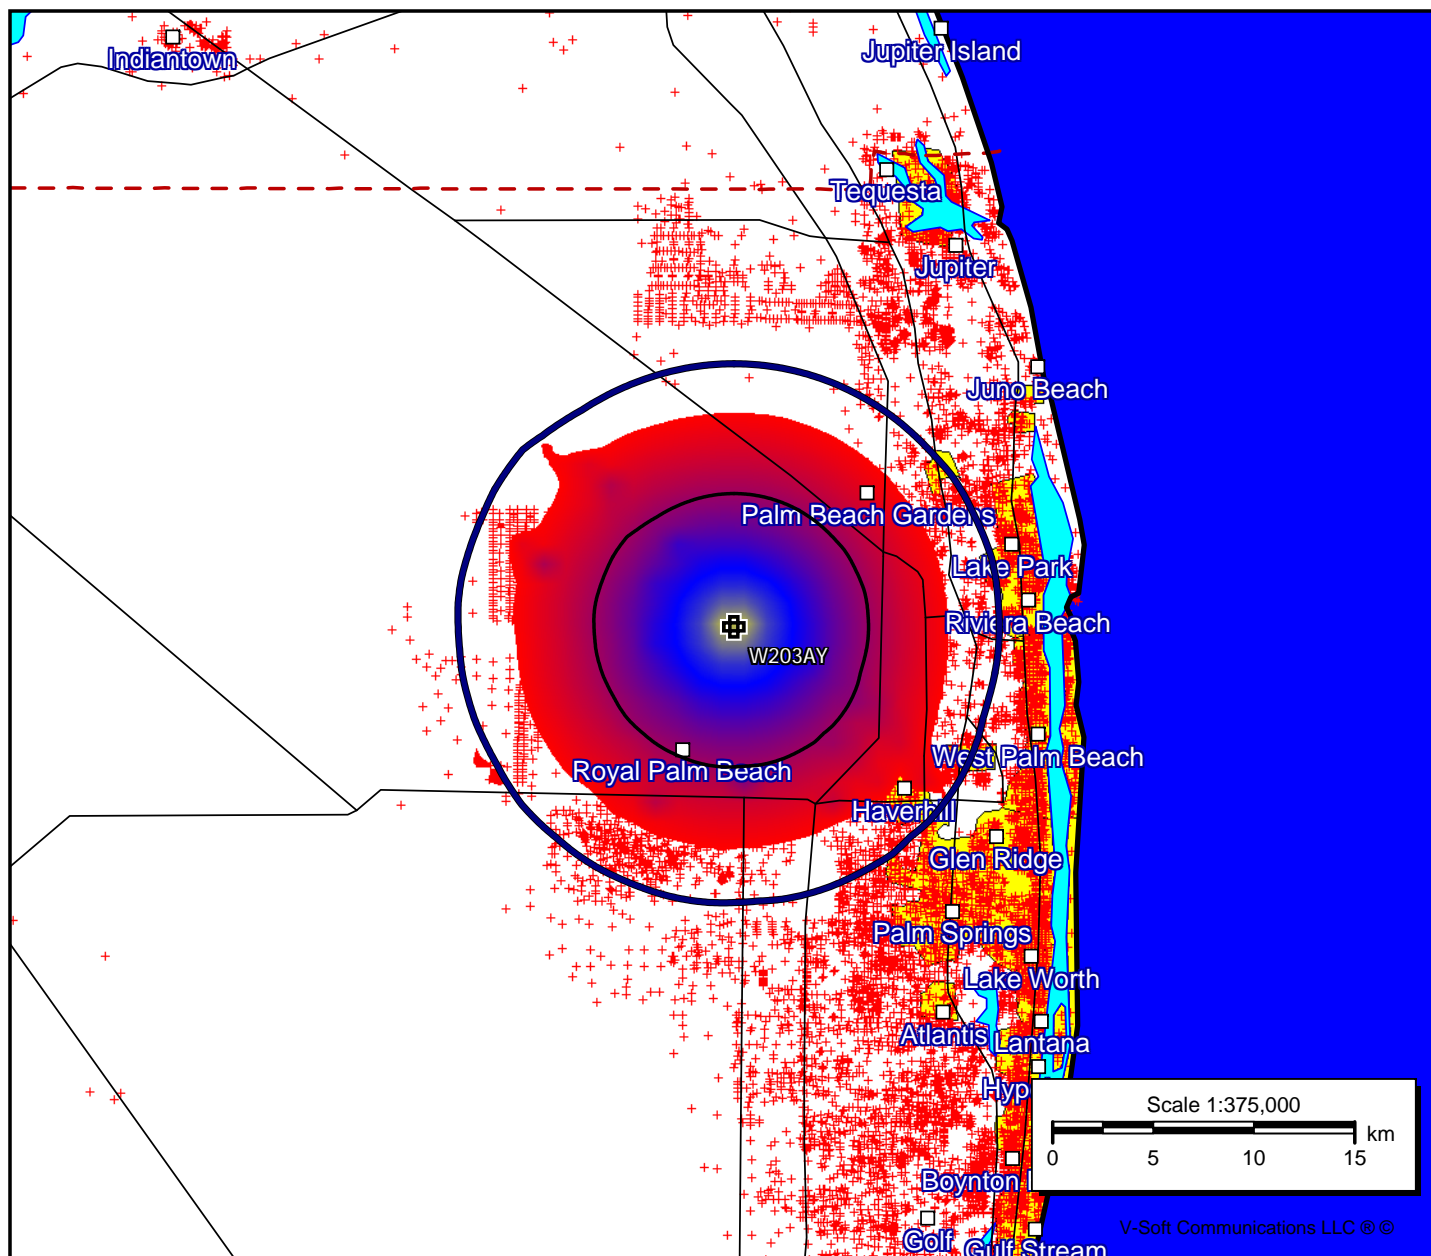 Indiantown
Jupiter Island
Tequesta
Jupiter
Juno Beach
Palm Beach Gardens
Lake Park
Riviera Beach
W203AY
West Palm Beach
Royal Palm Beach
Haverhill
Glen Ridge
Palm Springs
Lake Worth
Atlantis
Lantana
Hyp
Scale 1:375,000
km
0 5 10 15
Boynton
V-Soft Communications LLC ® ©
Golf
Gulf Stream